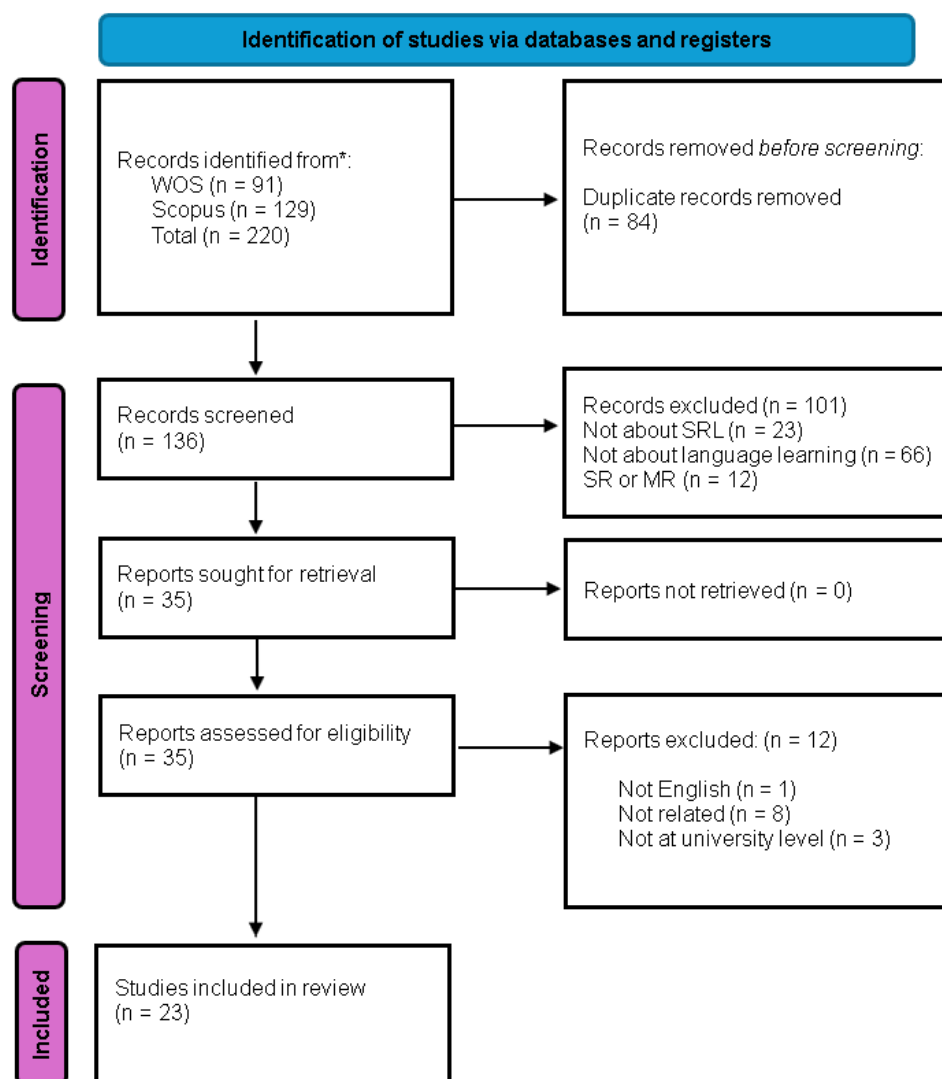 Identification of studies via databases and registers
Identification
Records identified from*:
WOS (n = 91)
Scopus (n = 129)
Total (n = 220)
Records removed before screening:
Duplicate records removed
(n = 84)
Screening
Records screened
(n = 136)
Records excluded (n = 101)
Not about SRL (n = 23)
Not about language learning (n = 66)
SR or MR (n = 12)
Reports sought for retrieval
(n = 35)
Reports not retrieved (n = 0)
Reports assessed for eligibility
(n = 35)
Reports excluded: (n = 12)
Not English (n = 1)
Not related (n = 8)
Not at university level (n = 3)
Included
Studies included in review
(n = 23)